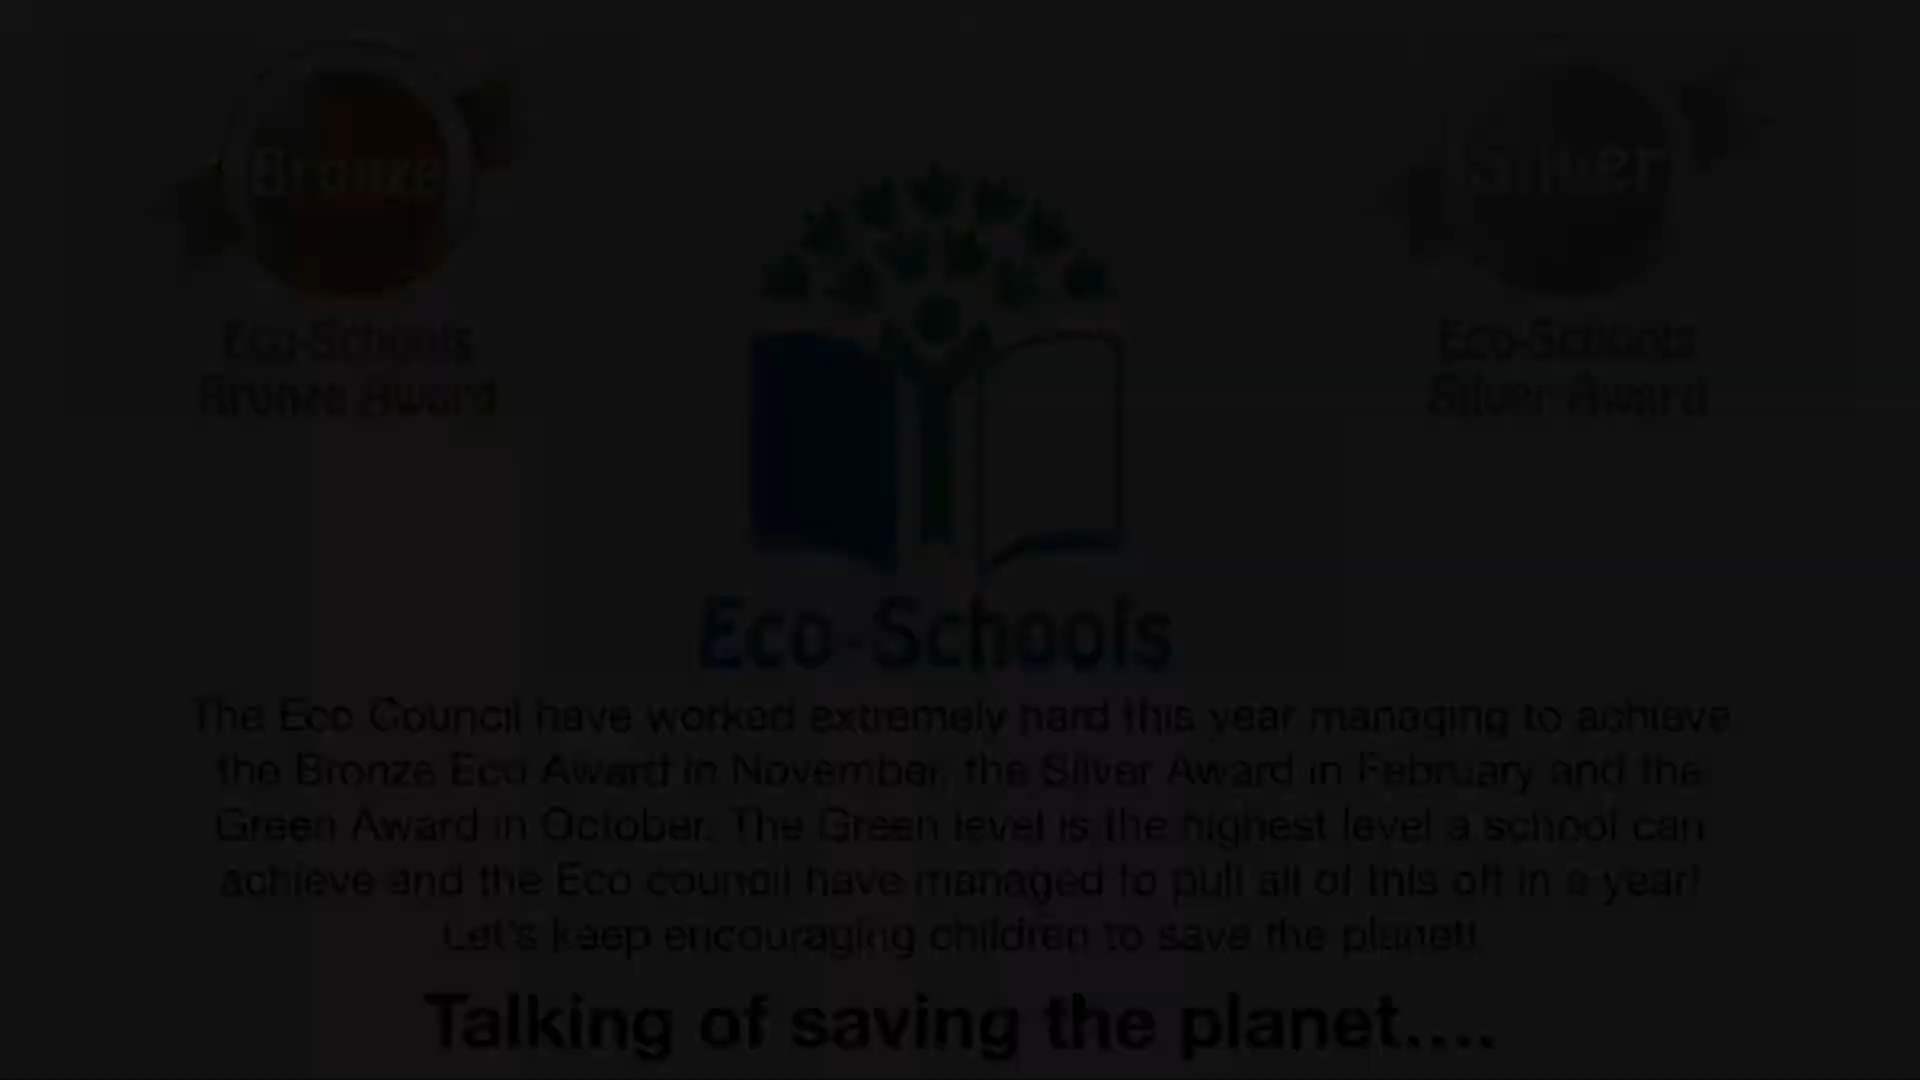 Bronze
Silver
Eco-Schools
Bronze Award
Eco-Schools
Silver Award
Eco-Schools
The Eco Council have worked extremely hard this year managing to achieve
the Bronze Eco Award in November, the Silver Award in February and the
Green Award in October. The Green level is the highest level a school can
achieve and the Eco council have managed to pull all of this off in a year!
Let's keep encouraging children to save the planet!
Talking of saving the planet....